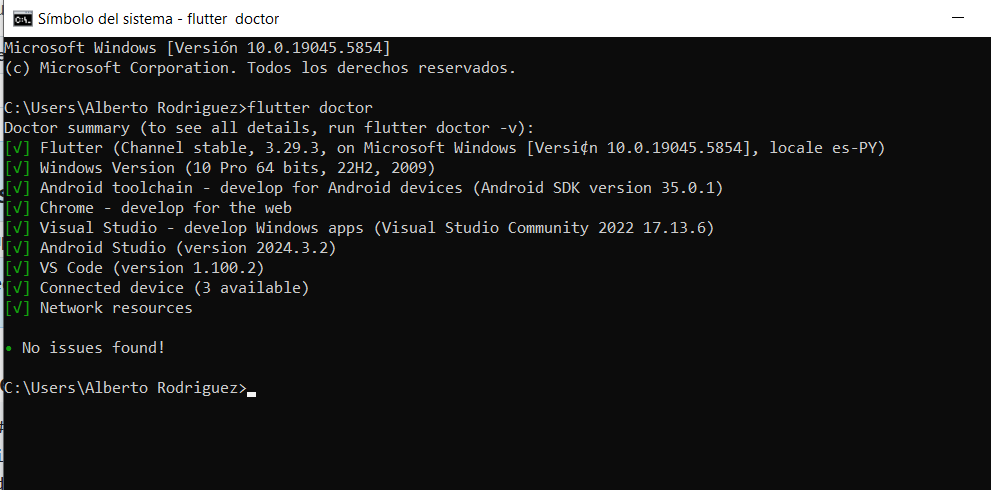 Símbolo del sistema - flutter  doctor
Microsoft Windows [Versión 10.0.19045.5854]
(c) Microsoft Corporation. Todos los derechos reservados.
C:\Users\Alberto Rodriguez>flutter doctor
Doctor summary (to see all details, run flutter doctor -v):
[√] Flutter (Channel stable, 3.29.3, on Microsoft Windows [Versi¢n 10.0.19045.5854], locale es-PY)
[√] Windows Version (10 Pro 64 bits, 22H2, 2009)
[√] Android toolchain - develop for Android devices (Android SDK version 35.0.1)
[√] Chrome - develop for the web
[√] Visual Studio - develop Windows apps (Visual Studio Community 2022 17.13.6)
[√] Android Studio (version 2024.3.2)
[√] VS Code (version 1.100.2)
[√] Connected device (3 available)
[√] Network resources
• No issues found!
C:\Users\Alberto Rodriguez>